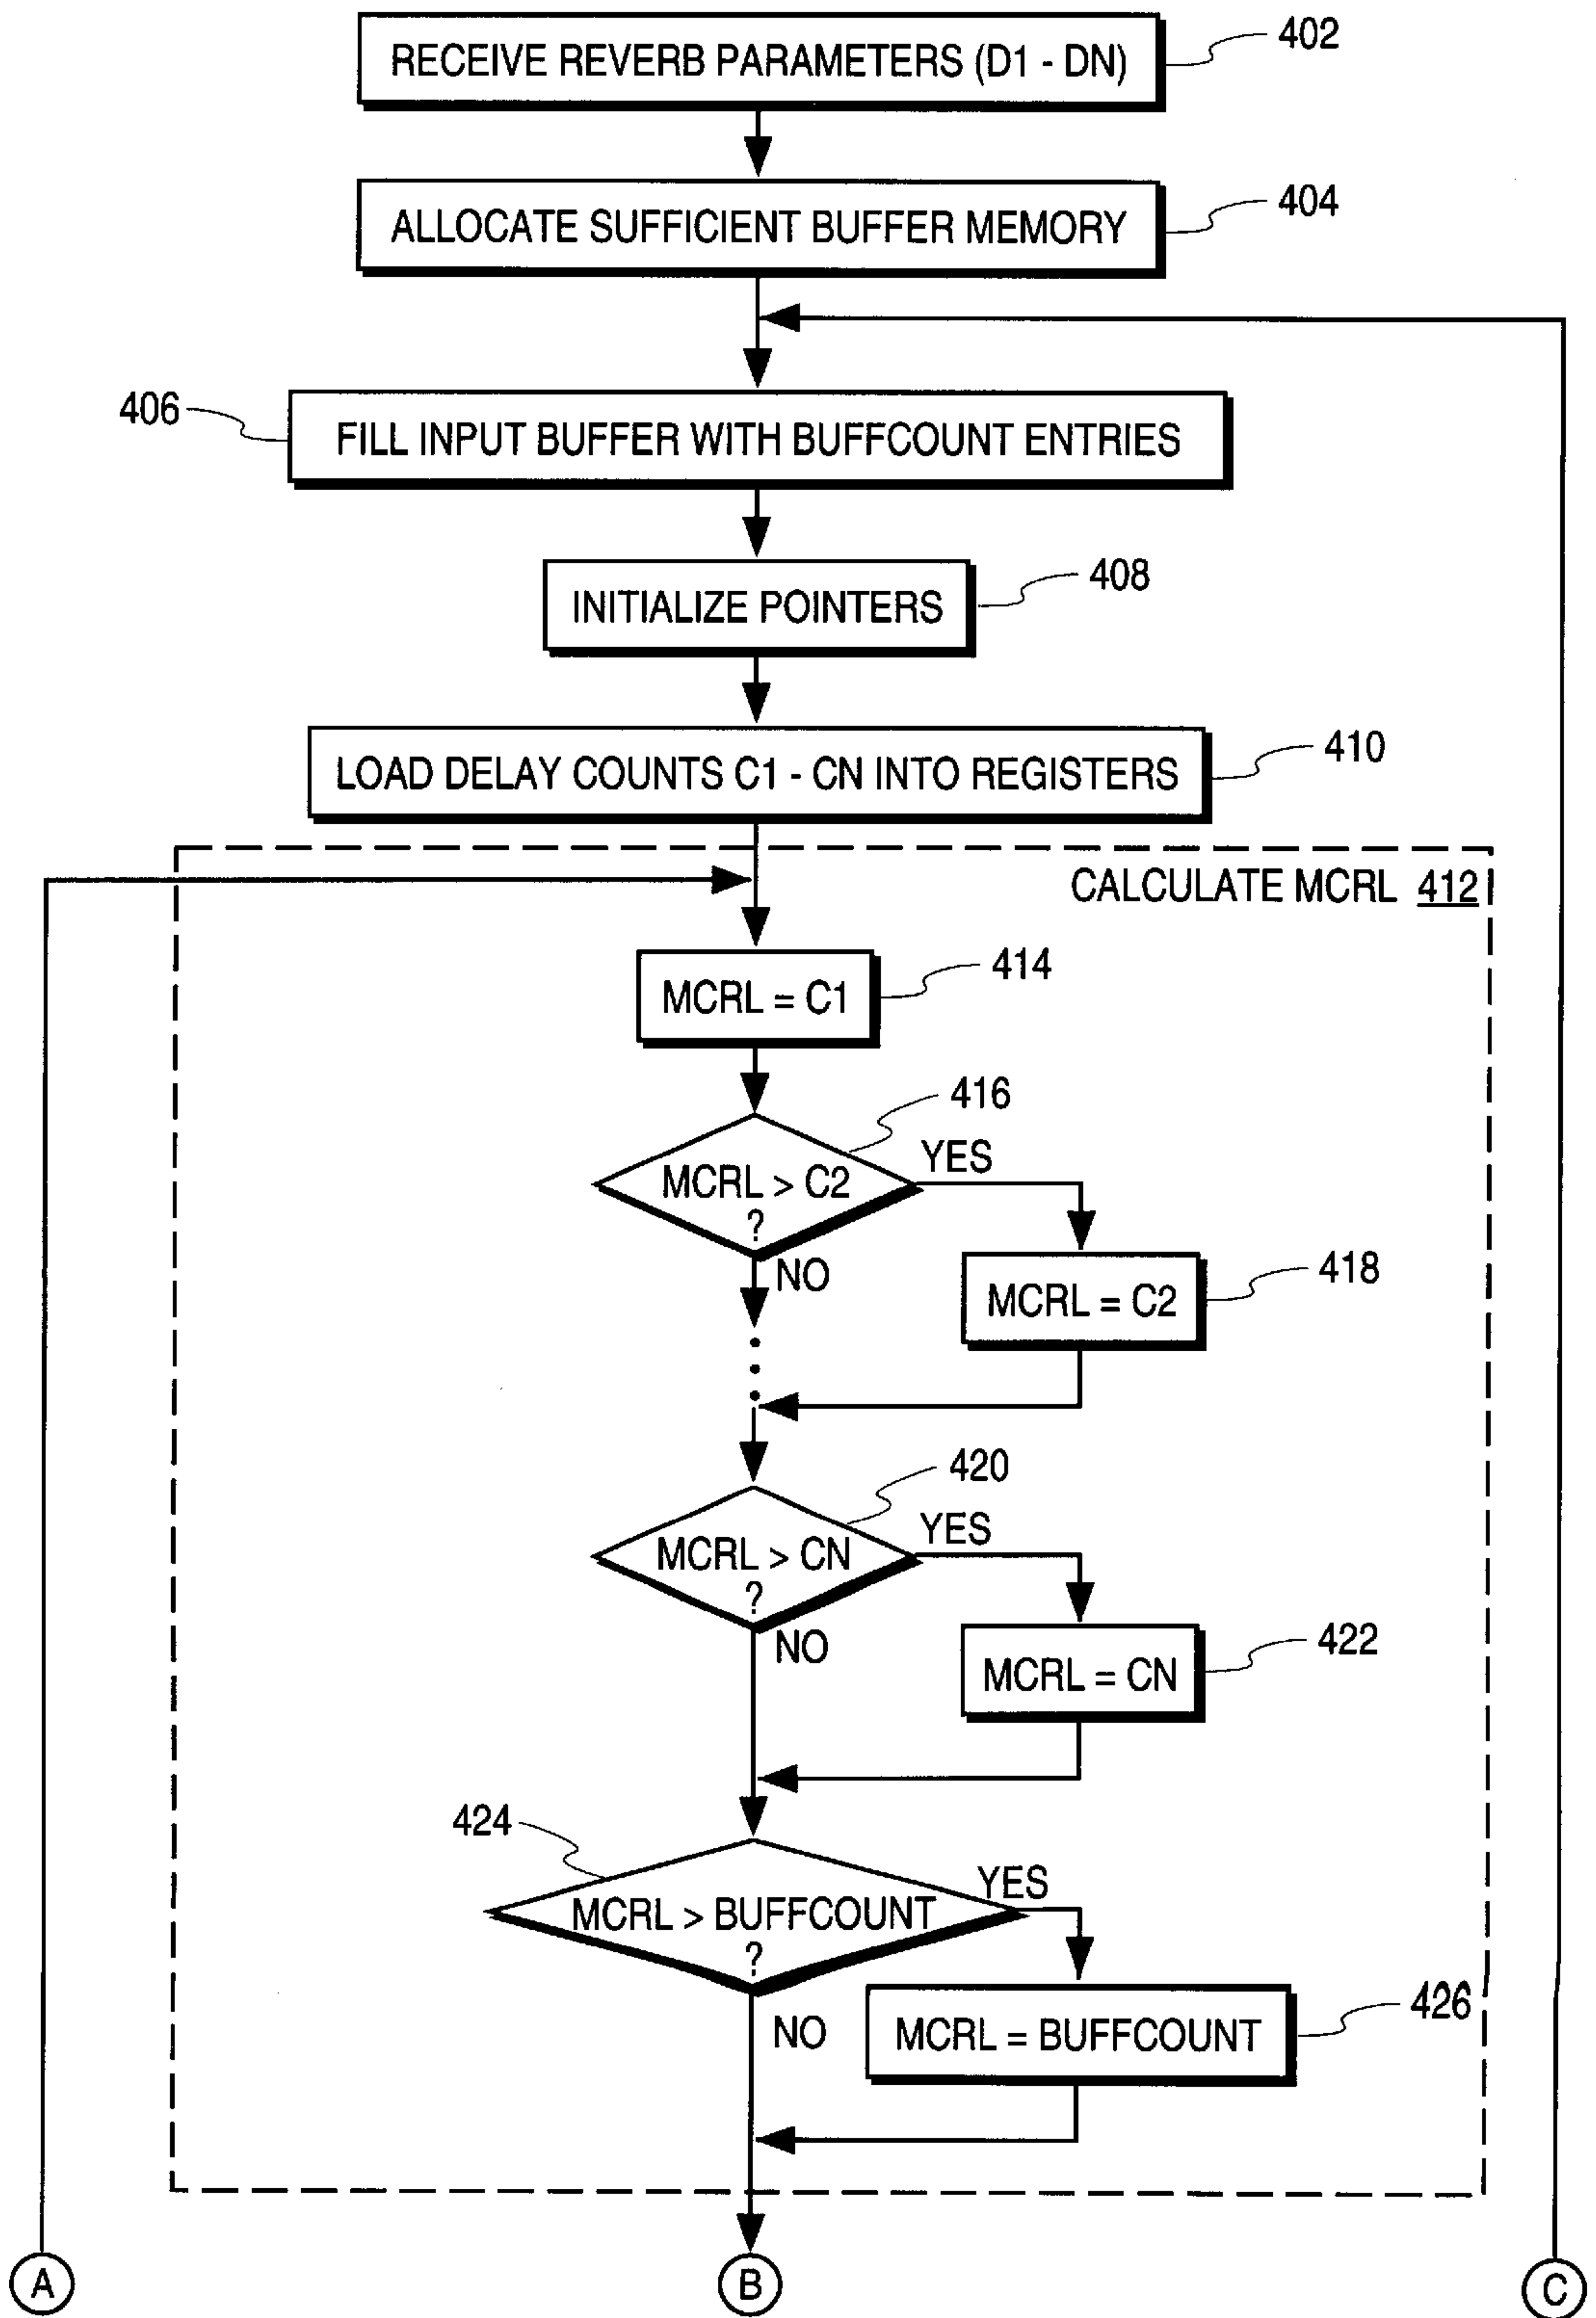 RECEIVE REVERB PARAMETERS (D1 - DN)
402
ALLOCATE SUFFICIENT BUFFER MEMORY
404
406
FILL INPUT BUFFER WITH BUFFCOUNT ENTRIES
INITIALIZE POINTERS
408
LOAD DELAY COUNTS C1 - CN INTO REGISTERS
410
CALCULATE MCRL 412
MCRL = C1
414
416
MCRL > C2
?
YES
NO
MCRL = C2
418
420
MCRL > CN
?
YES
NO
MCRL = CN
422
424
MCRL > BUFFCOUNT
?
YES
NO
MCRL = BUFFCOUNT
426
A
B
C